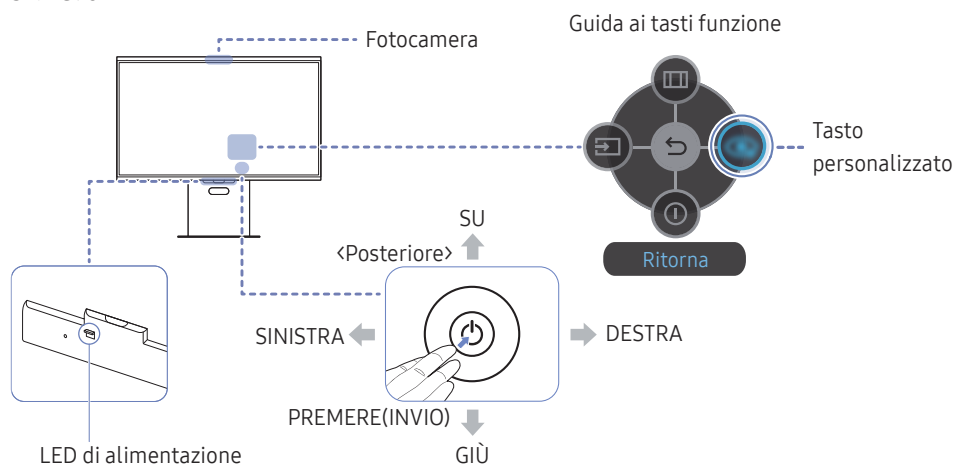 Fotocamera
Guida ai tasti funzione
Tasto
personalizzato
Ritorna
SU
<Posteriore>
SINISTRA
DESTRA
PREMERE(INVIO)
GIÙ
LED di alimentazione